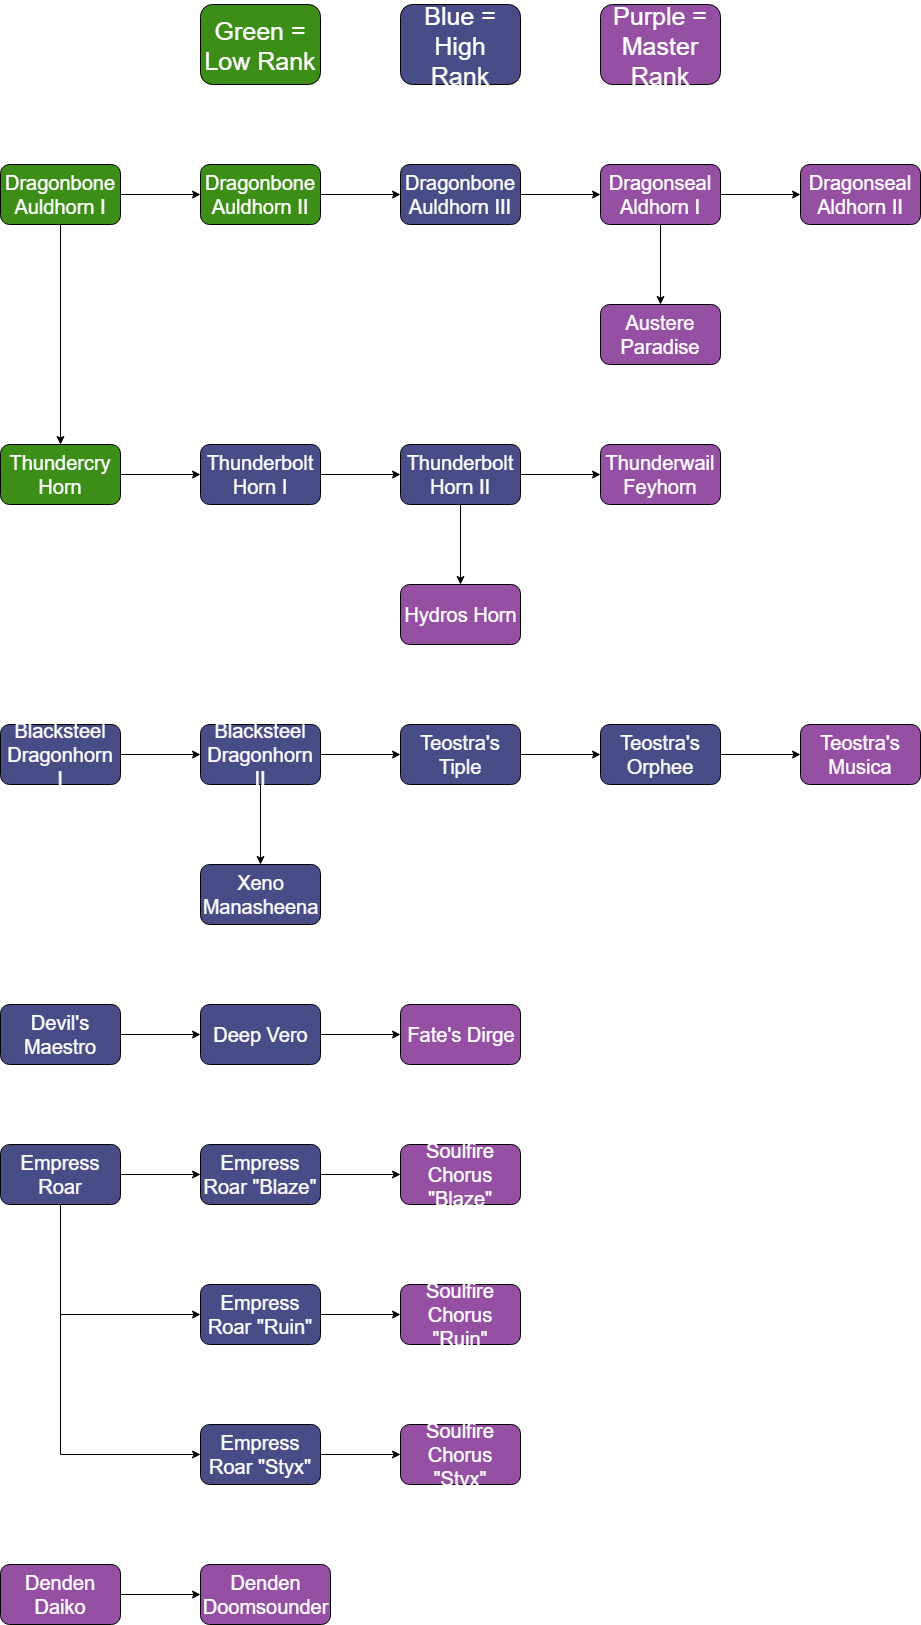 Green =
Low Rank
Blue =
High
Rank
Purple =
Master
Rank
Dragonbone
Auldhorn I
Dragonbone
Auldhorn II
Dragonbone
Auldhorn III
Dragonseal
Aldhorn I
Dragonseal
Aldhorn II
Austere
Paradise
Thundercry
Horn
Thunderbolt
Horn I
Thunderbolt
Horn II
Thunderwail
Feyhorn
Hydros Horn
Blacksteel
Dragonhorn
I
Blacksteel
Dragonhorn
II
Teostra's
Tiple
Teostra's
Orphee
Teostra's
Musica
Xeno
Manasheena
Devil's
Maestro
Deep Vero
Fate's Dirge
Empress
Roar
Empress
Roar "Blaze"
Soulfire
Chorus
"Blaze"
Empress
Roar "Ruin"
Soulfire
Chorus
"Ruin"
Empress
Roar "Styx"
Soulfire
Chorus
"Styx"
Denden
Daiko
Denden
Doomsounder